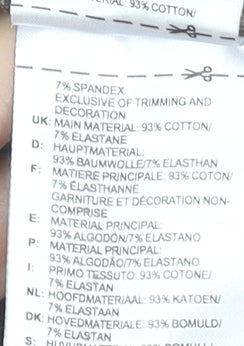 MATERIAL: 93% COTTON/
7% SPANDEX
EXCLUSIVE OF TRIMMING AND
DECORATION
UK: MAIN MATERIAL: 93% COTTON/
7% ELASTANE
D: HAUPTMATERIAL:
93% BAUMWOLLE/7% ELASTHAN
F: MATIERE PRINCIPALE: 93% COTON/
7% ÉLASTHANNE
GARNITURE ET DÉCORATION NON-
COMPRISE
E: MATERIAL PRINCIPAL:
93% ALGODÓN/7% ELASTANO
P: MATERIAL PRINCIPAL:
93% ALGODÃO/7% ELASTANO
I: PRIMO TESSUTO: 93% COTONE/
7% ELASTAN
NL: HOOFDMATERIAAL: 93% KATOEN/
7% ELASTAAN
DK: HOVEDMATERIALE: 93% BOMULD/
7% ELASTAN
S: